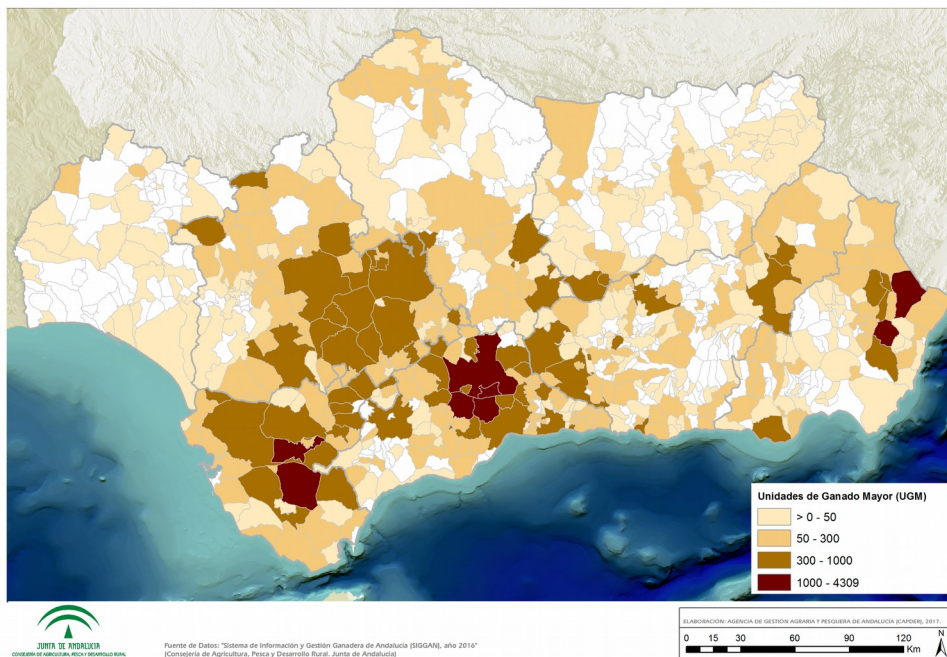 Unidades de Ganado Mayor (UGM)
> 0 - 50
50 - 300
300 - 1000
1000 - 4309
JUNTA DE ANDALUCIA
CONSEJERÍA DE AGRICULTURA, PESCA Y DESARROLLO RURAL
Fuente de Datos: "Sistema de Información y Gestión Ganadera de Andalucía (SIGGAN), año 2016"
(Consejería de Agricultura, Pesca y Desarrollo Rural. Junta de Andalucía)
ELABORACIÓN: AGENCIA DE GESTIÓN AGRARIA Y PESQUERA DE ANDALUCÍA (CAPDER), 2017.
0 15 30 60 90 120
Km
N